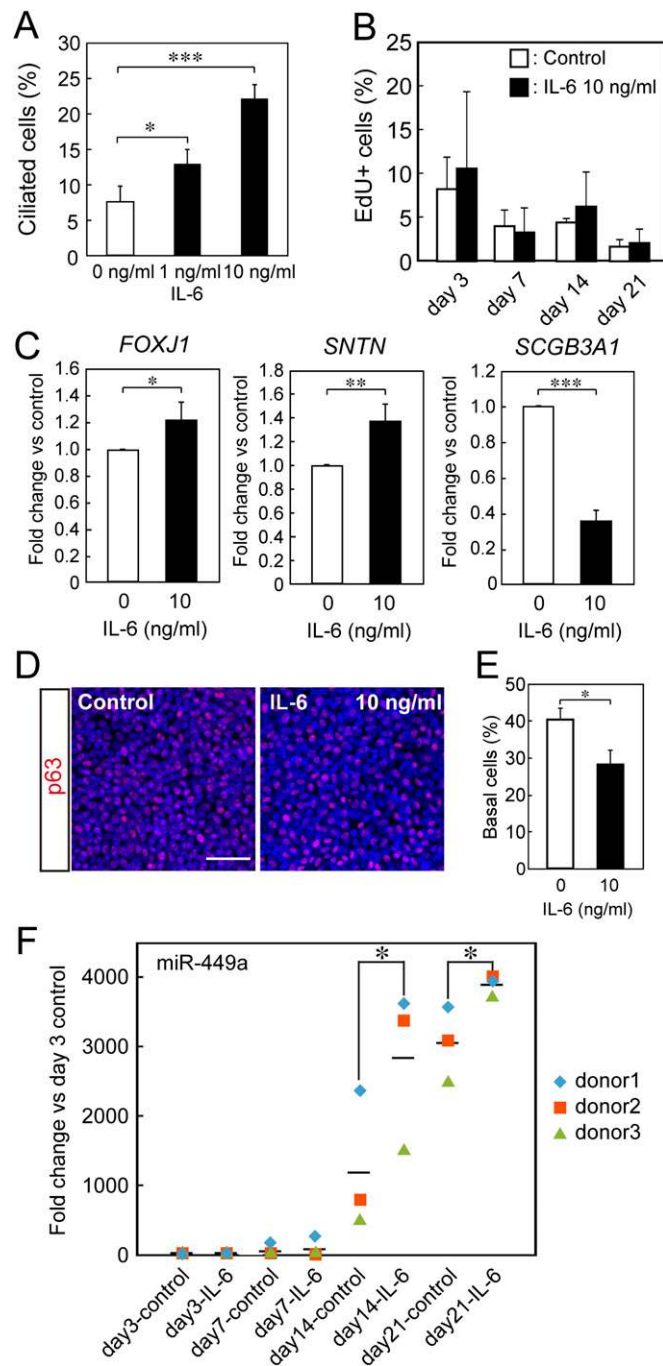 A
Ciliated cells (%)
30
25
20
15
10
5
0
***
*
0 ng/ml 1 ng/ml 10 ng/ml
IL-6
B
EdU+ cells (%)
25
20
15
10
5
0
: Control
: IL-6 10 ng/ml
day 3
day 7
day 14
day 21
C
FOXJ1
Fold change vs control
1.6
1.4
1.2
1.0
0.8
0.6
0.4
0.2
0
*
0 10
IL-6 (ng/ml)
SNTN
Fold change vs control
1.6
1.4
1.2
1.0
0.8
0.6
0.4
0.2
0
**
0 10
IL-6 (ng/ml)
SCGB3A1
Fold change vs control
1.2
1.0
0.8
0.6
0.4
0.2
0
***
0 10
IL-6 (ng/ml)
D
p63
Control
IL-6 10 ng/ml
E
Basal cells (%)
50
40
30
20
10
0
*
0 10
IL-6 (ng/ml)
F
miR-449a
Fold change vs day 3 control
4000
3000
2000
1000
0
*
*
day3-control
day3-IL-6
day7-control
day7-IL-6
day14-control
day14-IL-6
day21-control
day21-IL-6
donor1
donor2
donor3